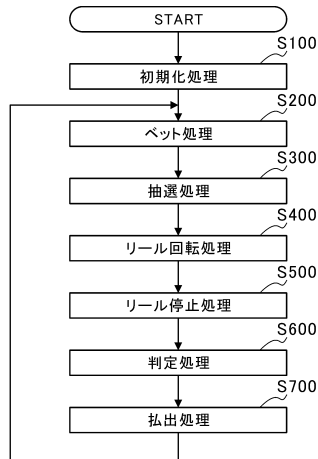 START
S100
初期化処理
S200
ベット処理
S300
抽選処理
S400
リール回転処理
S500
リール停止処理
S600
判定処理
S700
払出処理